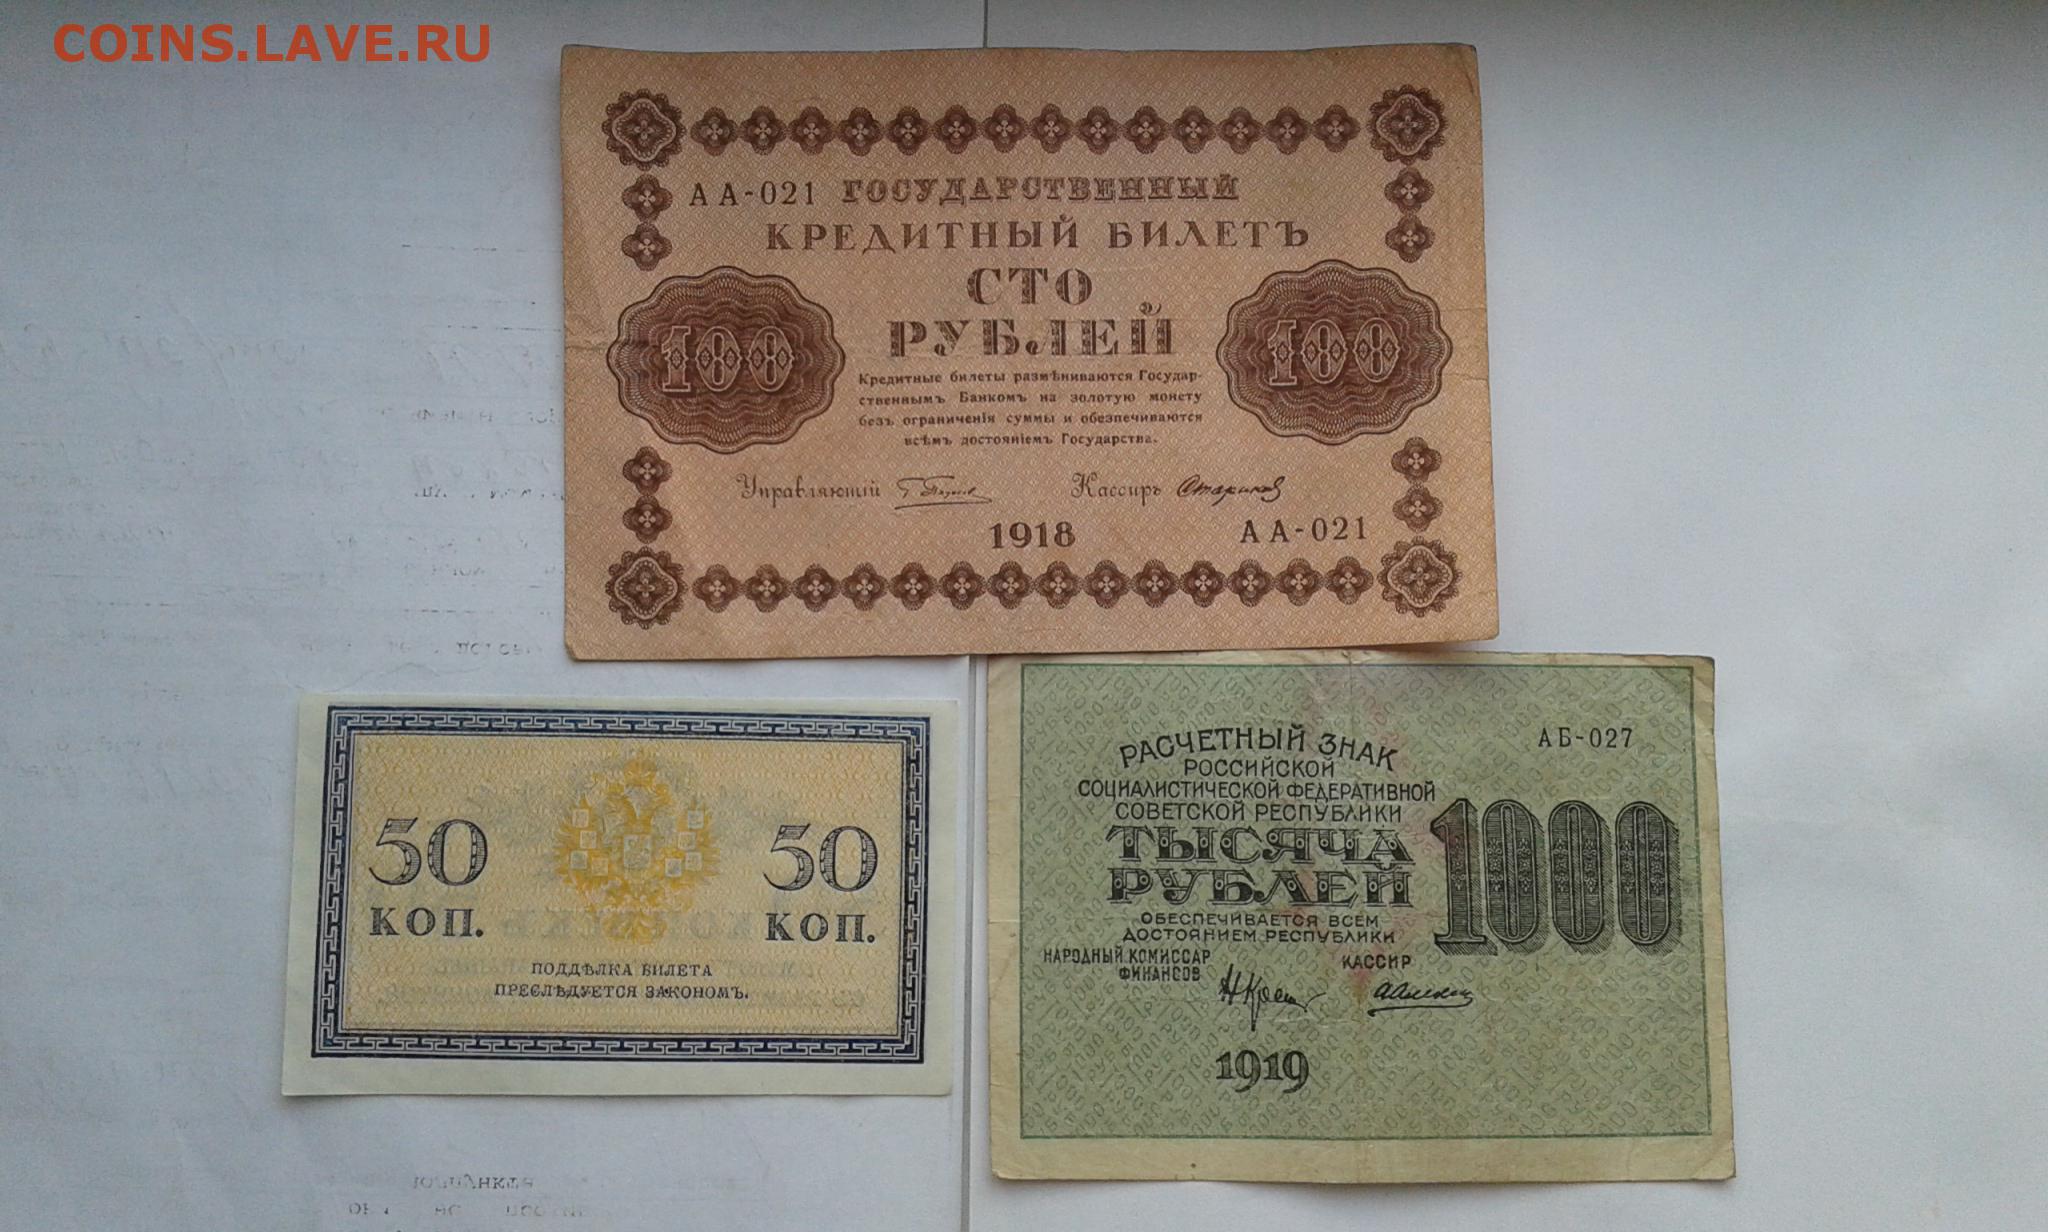 COINS.LAVE.RU
АА-021 ГОСУДАРСТВЕННЫЙ
КРЕДИТНЫЙ БИЛЕТЪ
СТО
РУБЛЕЙ
100
100
Кредитные билеты размѣниваются Государ-
ственнымъ Банкомъ на золотую монету
безъ ограниченія суммы и обезпечиваются
всѣмъ достояніемъ Государства.
Управляющій
Кассиръ Стариков
1918
АА-021
50
КОП.
50
КОП.
ПОДДѢЛКА БИЛЕТА
ПРЕСЛѢДУЕТСЯ ЗАКОНОМЪ.
РАСЧЕТНЫЙ ЗНАК
АБ-027
РОССИЙСКОЙ
СОЦИАЛИСТИЧЕСКОЙ ФЕДЕРАТИВНОЙ
СОВЕТСКОЙ РЕСПУБЛИКИ
ТЫСЯЧА
РУБЛЕЙ
1000
ОБЕСПЕЧИВАЕТСЯ ВСЕМ
ДОСТОЯНИЕМ РЕСПУБЛИКИ
НАРОДНЫЙ КОМИССАР
ФИНАНСОВ
КАССИР
1919